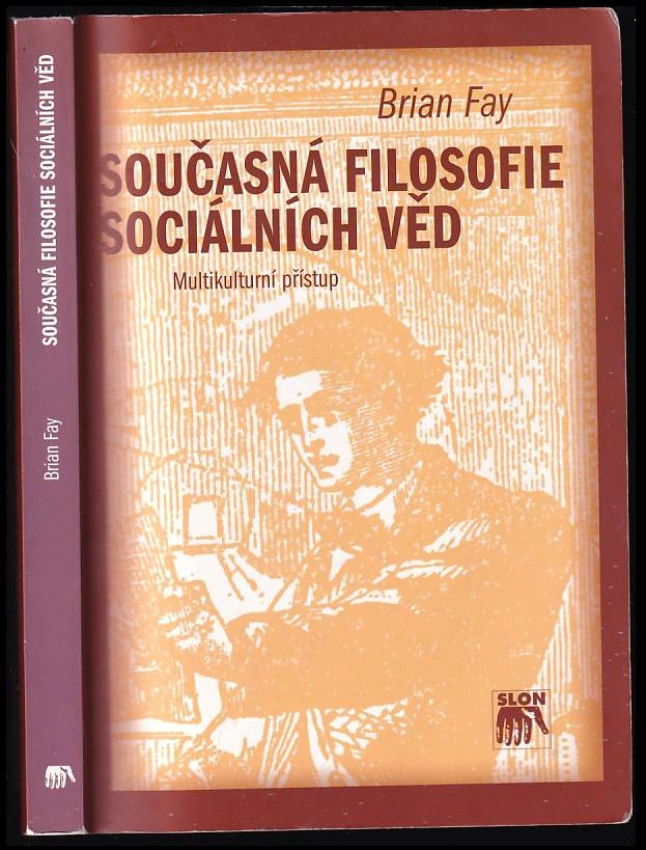 SOUČASNÁ FILOSOFIE SOCIÁLNÍCH VĚD
Brian Fay
Brian Fay
SOUČASNÁ FILOSOFIE
SOCIÁLNÍCH VĚD
Multikulturní přístup
SLON